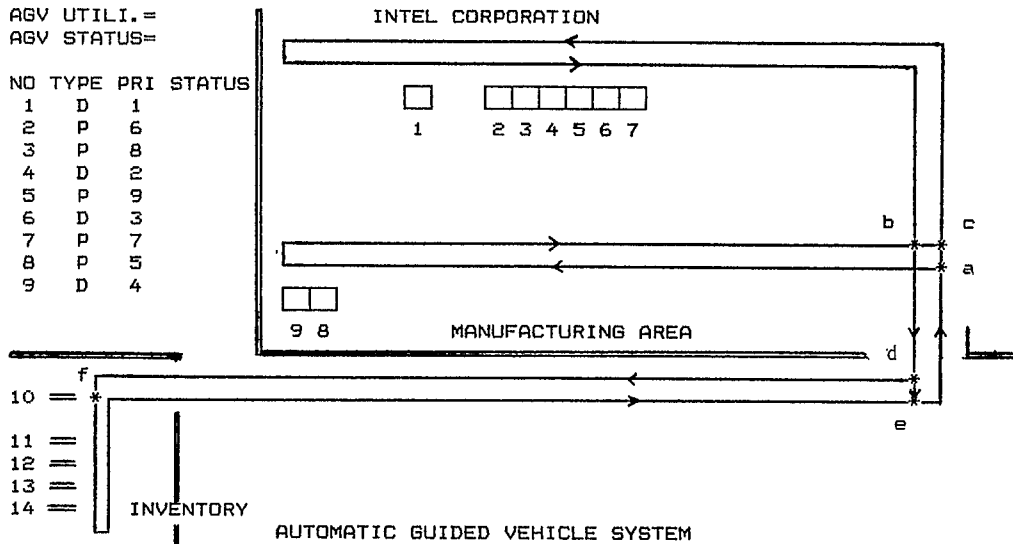 AGV UTILI.=
AGV STATUS=
NO TYPE PRI STATUS
1 D 1
2 P 6
3 P 8
4 D 2
5 P 9
6 D 3
7 P 7
8 P 5
9 D 4
INTEL CORPORATION
1 2 3 4 5 6 7
b c
a
9 8 MANUFACTURING AREA
d
f
10
e
11
12
13
14
INVENTORY
AUTOMATIC GUIDED VEHICLE SYSTEM